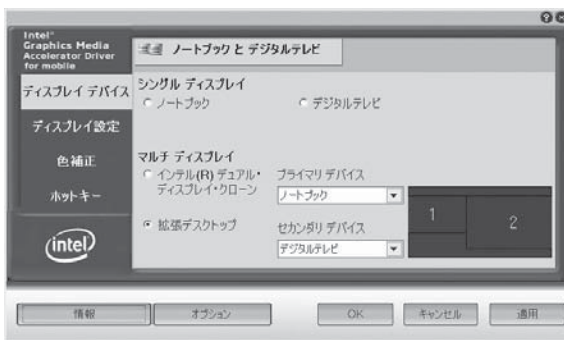 Intel®
Graphics Media
Accelerator Driver
for mobile
ノートブック と デジタルテレビ
ディスプレイ デバイス
ディスプレイ設定
色補正
ホットキー
intel
シングル ディスプレイ
ノートブック
デジタルテレビ
マルチ ディスプレイ
インテル(R) デュアル・
ディスプレイ・クローン
拡張デスクトップ
プライマリ デバイス
ノートブック
セカンダリ デバイス
デジタルテレビ
1
2
情報
オプション
OK
キャンセル
適用